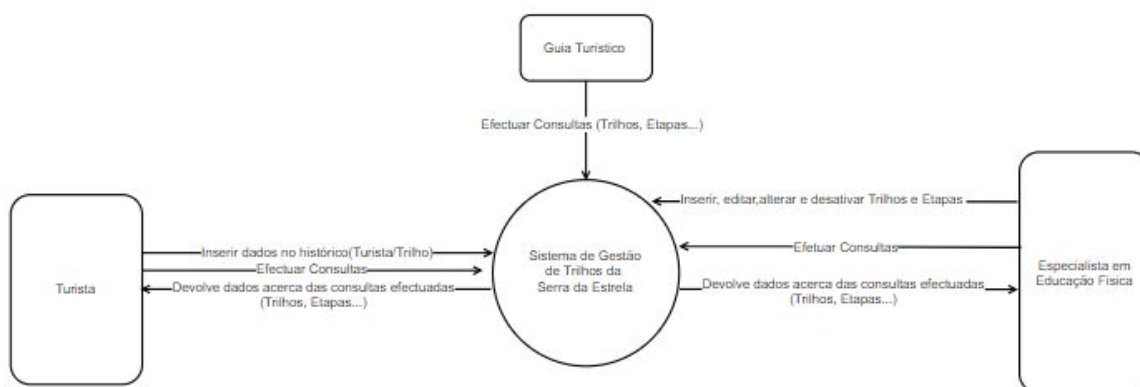 Guia Turístico
Efectuar Consultas (Trilhos, Etapas...)
Inserir, editar,alterar e desativar Trilhos e Etapas
Inserir dados no histórico(Turista/Trilho)
Efectuar Consultas
Devolve dados acerca das consultas efectuadas
(Trilhos, Etapas...)
Turista
Sistema de Gestão
de Trilhos da
Serra da Estrela
Efetuar Consultas
Devolve dados acerca das consultas efectuadas
(Trilhos, Etapas...)
Especialista em
Educação Física